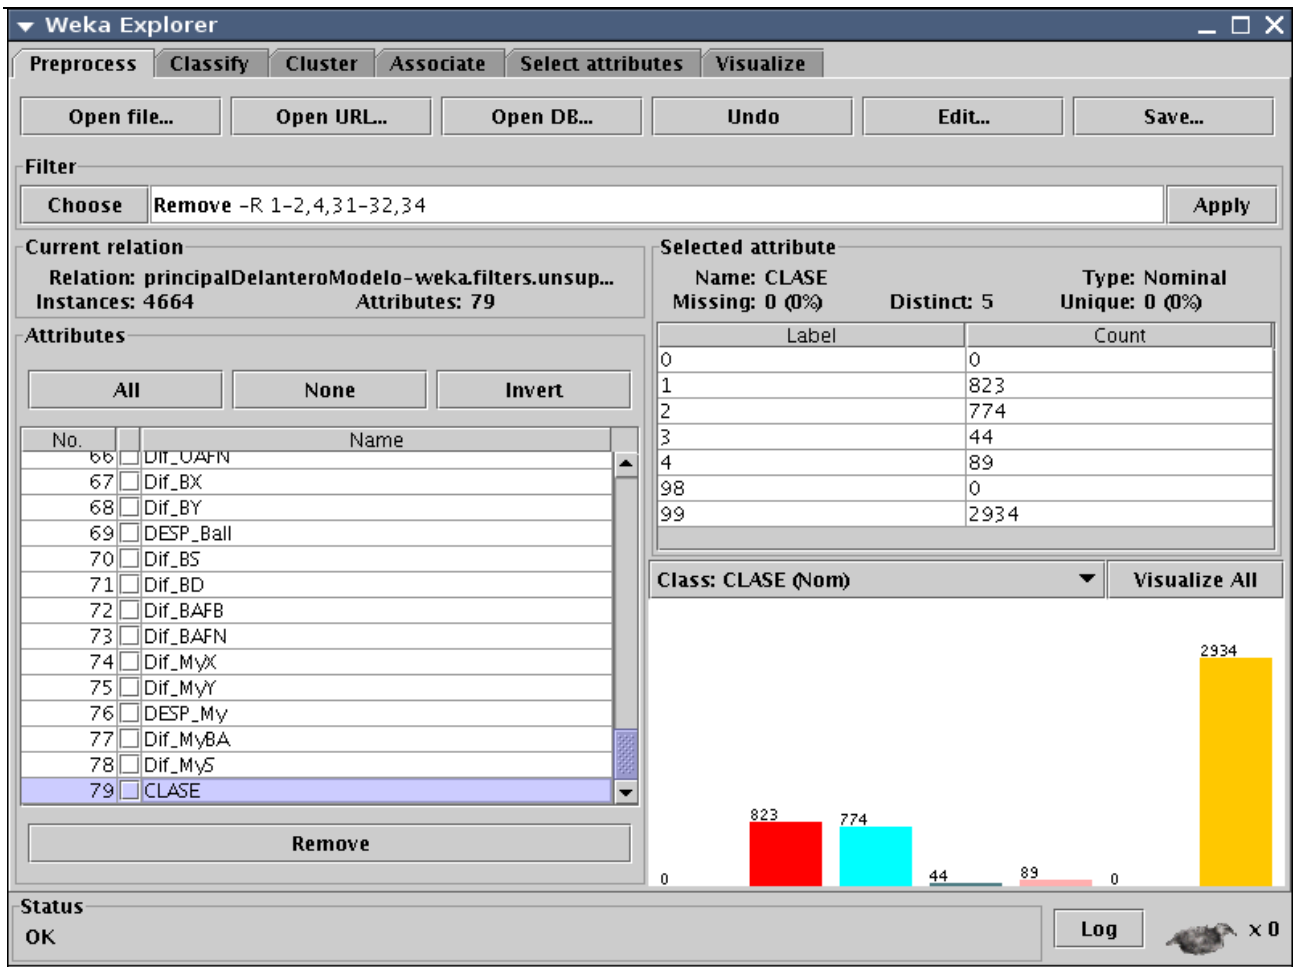 Weka Explorer
Preprocess Classify Cluster Associate Select attributes Visualize
Open file... Open URL... Open DB... Undo Edit... Save...
Filter
Choose Remove -R 1-2,4,31-32,34 Apply
Current relation
Relation: principalDelanteroModelo-weka.filters.unsup...
Instances: 4664 Attributes: 79
Attributes
All None Invert
No. Name
66 Dif_OAFN
67 Dif_BX
68 Dif_BY
69 DESP_Ball
70 Dif_BS
71 Dif_BD
72 Dif_BAFB
73 Dif_BAFN
74 Dif_MyX
75 Dif_MyY
76 DESP_My
77 Dif_MyBA
78 Dif_MyS
79 CLASE
Remove
Selected attribute
Name: CLASE Type: Nominal
Missing: 0 (0%) Distinct: 5 Unique: 0 (0%)
Label Count
0 0
1 823
2 774
3 44
4 89
98 0
99 2934
Class: CLASE (Nom) Visualize All
0 823 774 44 89 0 2934
Status
OK
Log x 0